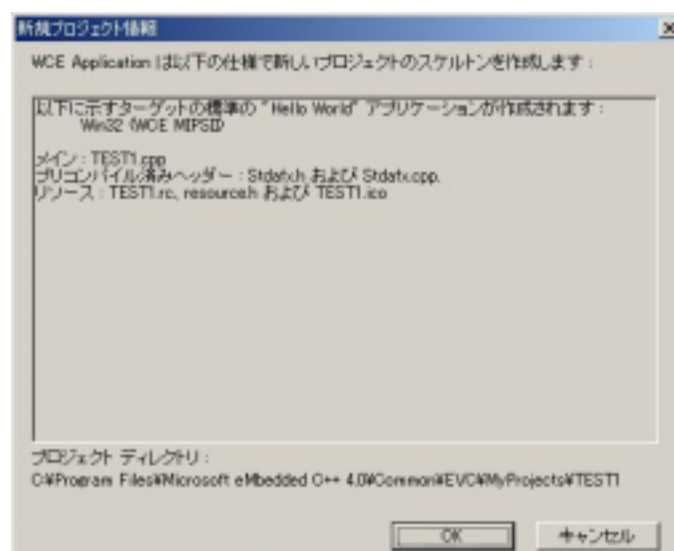 新規プロジェクト情報
WCE Application は以下の仕様で新しいプロジェクトのスケルトンを作成します :
以下に示すターゲットの標準の "Hello World" アプリケーションが作成されます :
Win32 (WCE MIPSII)
メイン : TEST1.cpp
プリコンパイル済みヘッダー : Stdafx.h および Stdafx.cpp.
リソース : TEST1.rc, resource.h および TEST1.ico
プロジェクト ディレクトリ :
C:¥Program Files¥Microsoft eMbedded C++ 4.0¥Common¥EVC¥MyProjects¥TEST1
OK
キャンセル